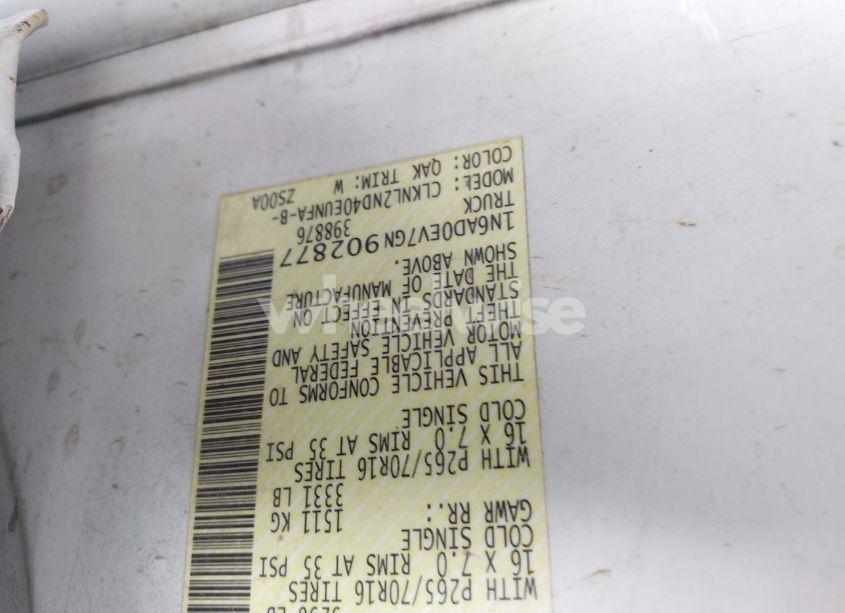 LB
WITH P265/70R16 TIRES
16 X 7.0 RIMS AT 35 PSI
COLD SINGLE
GAWR RR.: 1511 KG
3331 LB
WITH P265/70R16 TIRES
16 X 7.0 RIMS AT 35 PSI
COLD SINGLE
THIS VEHICLE CONFORMS TO
ALL APPLICABLE FEDERAL
MOTOR VEHICLE SAFETY AND
THEFT PREVENTION
STANDARDS IN EFFECT ON
THE DATE OF MANUFACTURE
SHOWN ABOVE.
1N6AD0EV7GN902877
TRUCK 398876
MODEL: CLKNL2ND40EUNFA-B-
COLOR: QAK TRIM: W ZS00A